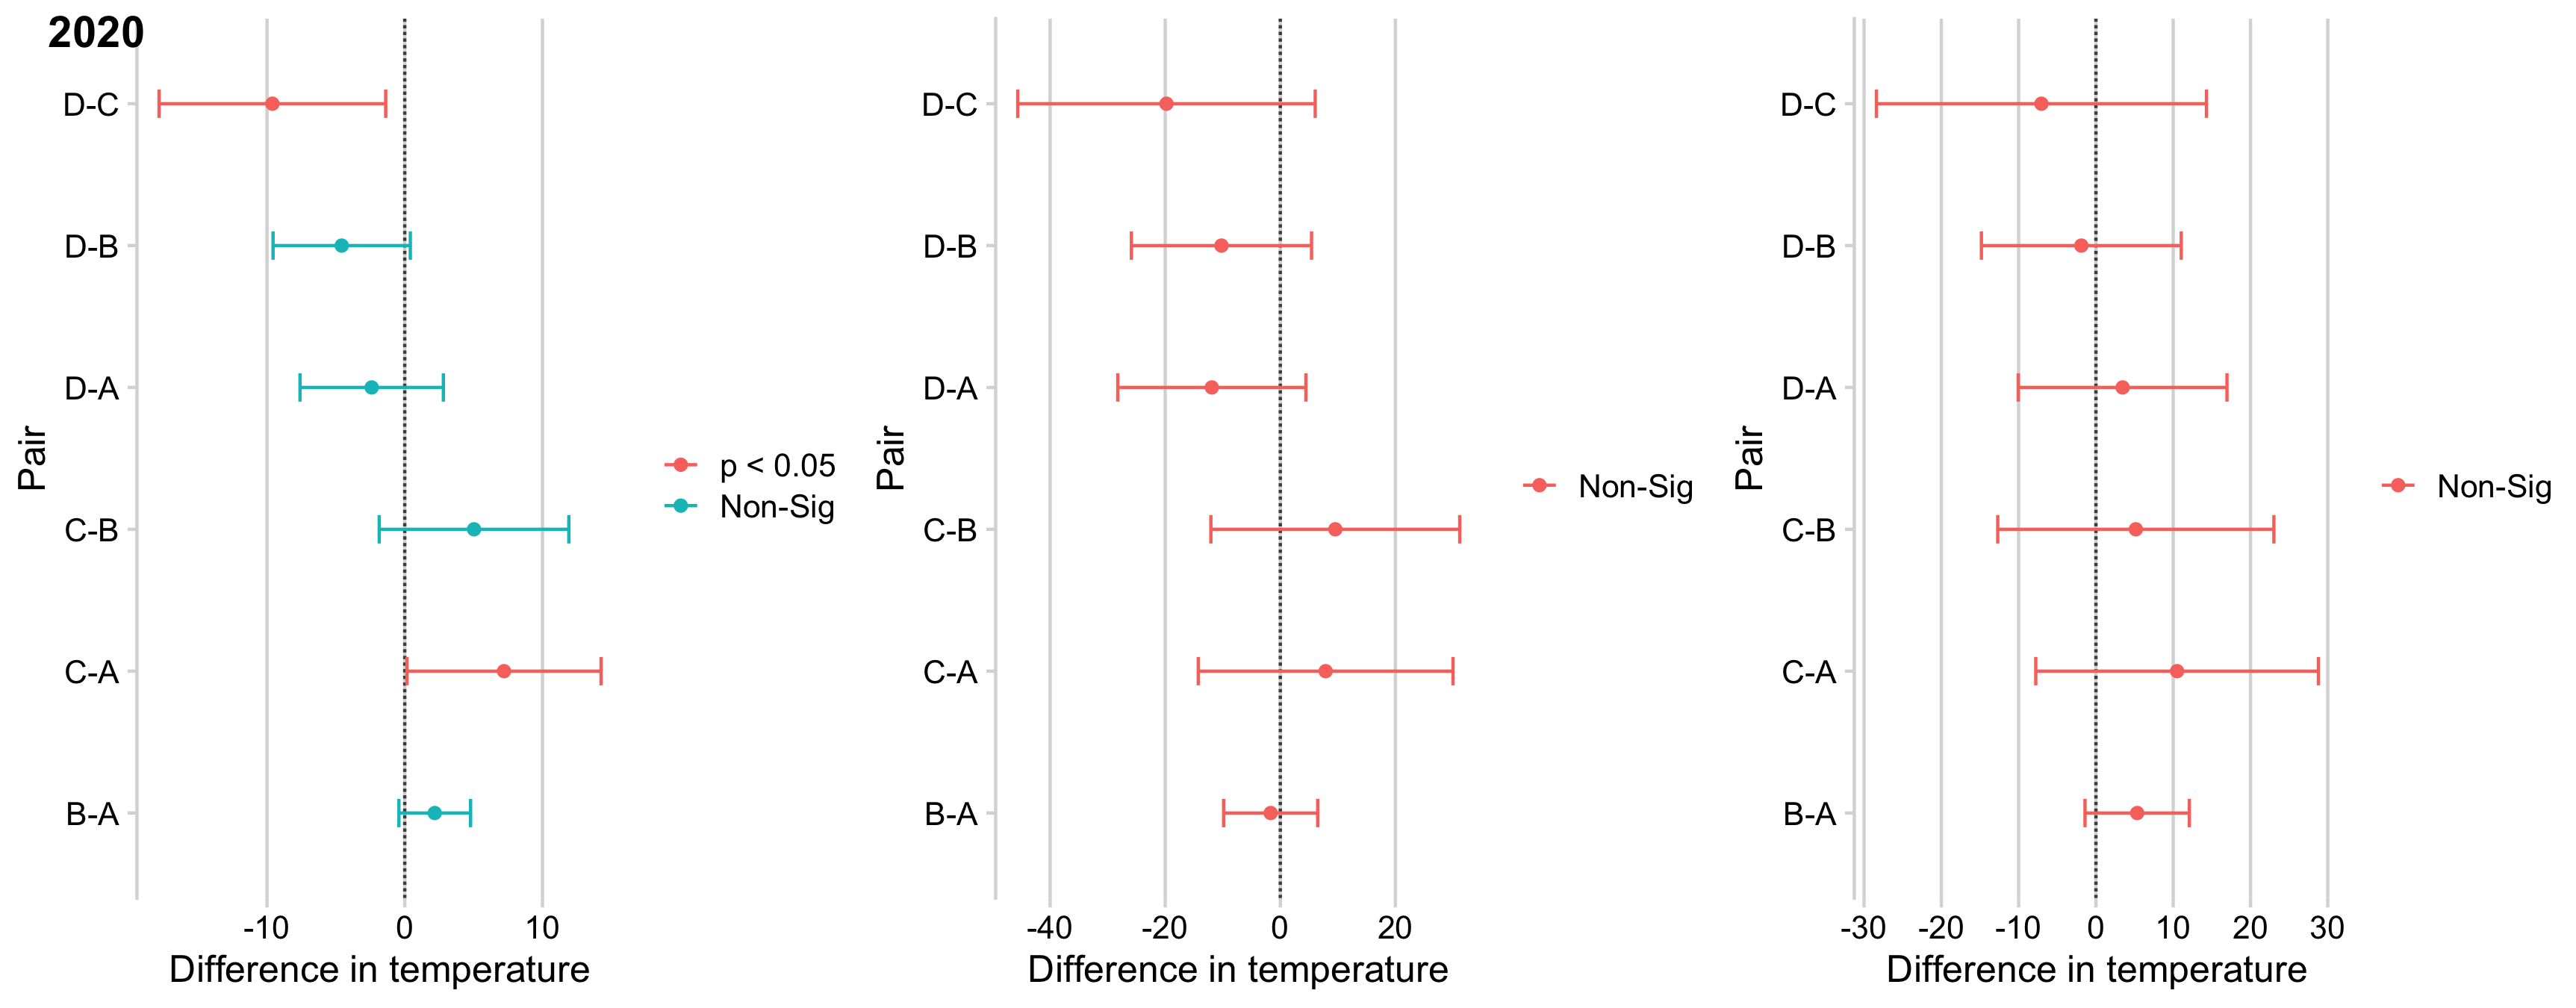 2020
D-C
D-B
D-A
C-B
C-A
B-A
Pair
-10 0 10
Difference in temperature
p < 0.05
Non-Sig
D-C
D-B
D-A
C-B
C-A
B-A
Pair
-40 -20 0 20
Difference in temperature
Non-Sig
D-C
D-B
D-A
C-B
C-A
B-A
Pair
-30 -20 -10 0 10 20 30
Difference in temperature
Non-Sig